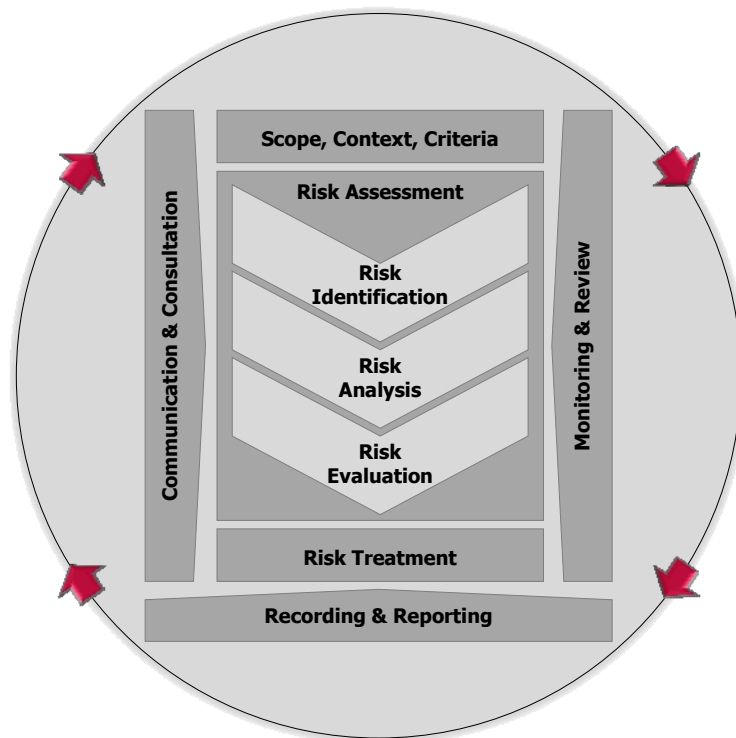 Scope, Context, Criteria
Risk Assessment
Risk
Identification
Risk
Analysis
Risk
Evaluation
Risk Treatment
Recording & Reporting
Communication & Consultation
Monitoring & Review